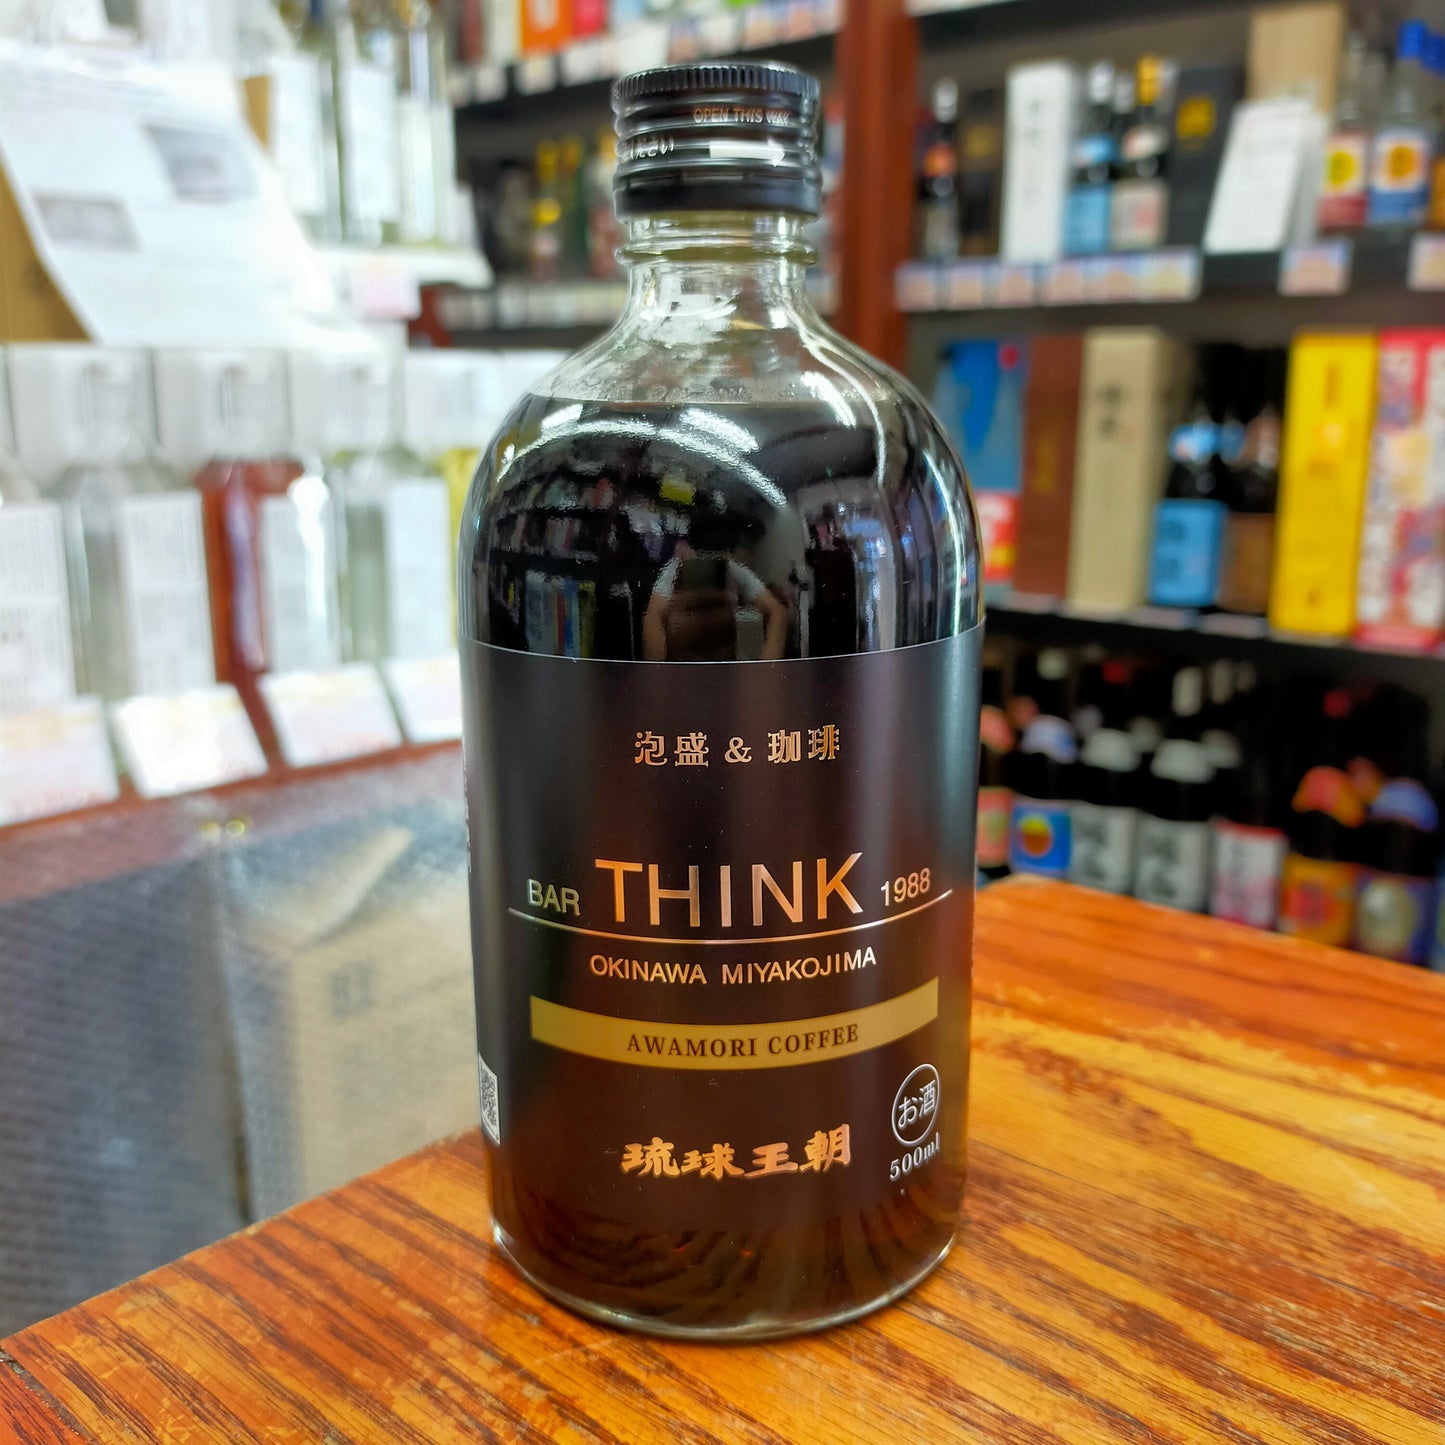 OPEN THIS WAY
泡盛 & 珈琲
BAR THINK 1988
OKINAWA MIYAKOJIMA
AWAMORI COFFEE
お酒
500ml
琉球王朝